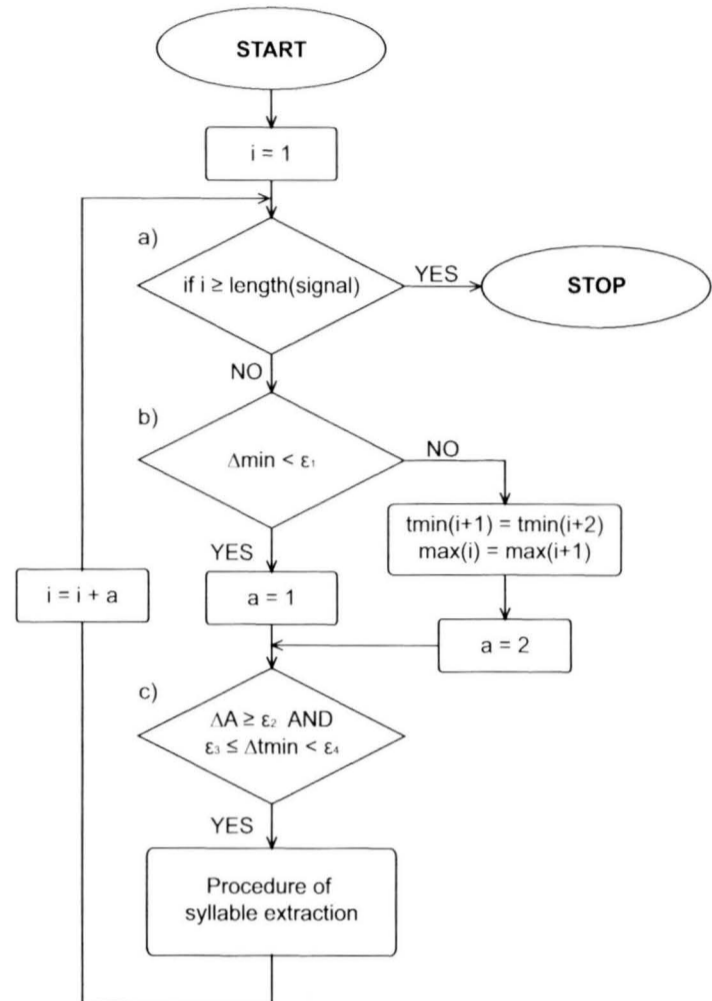 START
i = 1
a)
if i ≥ length(signal)
YES
STOP
NO
b)
Δmin < ε₁
NO
tmin(i+1) = tmin(i+2)
max(i) = max(i+1)
YES
i = i + a
a = 1
a = 2
c)
ΔA ≥ ε₂ AND
ε₃ ≤ Δtmin < ε₄
YES
Procedure of
syllable extraction